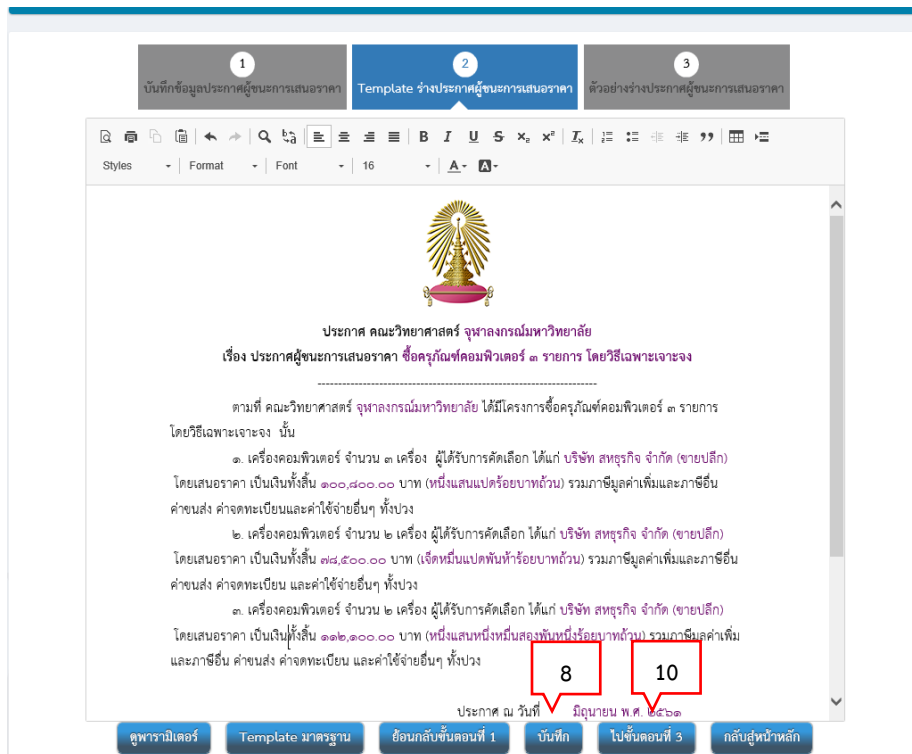 1
2
3
บันทึกข้อมูลประกาศผู้ชนะการเสนอราคา
Template ร่างประกาศผู้ชนะการเสนอราคา
ตัวอย่างร่างประกาศผู้ชนะการเสนอราคา
Styles Format Font 16
ประกาศ คณะวิทยาศาสตร์ จุฬาลงกรณ์มหาวิทยาลัย
เรื่อง ประกาศผู้ชนะการเสนอราคา ซื้อครุภัณฑ์คอมพิวเตอร์ ๓ รายการ โดยวิธีเฉพาะเจาะจง
--------------------------------------------------------------------
ตามที่ คณะวิทยาศาสตร์ จุฬาลงกรณ์มหาวิทยาลัย ได้มีโครงการซื้อครุภัณฑ์คอมพิวเตอร์ ๓ รายการ
โดยวิธีเฉพาะเจาะจง นั้น
๑. เครื่องคอมพิวเตอร์ จำนวน ๓ เครื่อง ผู้ได้รับการคัดเลือก ได้แก่ บริษัท สหธุรกิจ จำกัด (ขายปลีก)
โดยเสนอราคา เป็นเงินทั้งสิ้น ๑๐๐,๘๐๐.๐๐ บาท (หนึ่งแสนแปดร้อยบาทถ้วน) รวมภาษีมูลค่าเพิ่มและภาษีอื่น
ค่าขนส่ง ค่าจดทะเบียนและค่าใช้จ่ายอื่นๆ ทั้งปวง
๒. เครื่องคอมพิวเตอร์ จำนวน ๒ เครื่อง ผู้ได้รับการคัดเลือก ได้แก่ บริษัท สหธุรกิจ จำกัด (ขายปลีก)
โดยเสนอราคา เป็นเงินทั้งสิ้น ๗๘,๕๐๐.๐๐ บาท (เจ็ดหมื่นแปดพันห้าร้อยบาทถ้วน) รวมภาษีมูลค่าเพิ่มและภาษีอื่น
ค่าขนส่ง ค่าจดทะเบียน และค่าใช้จ่ายอื่นๆ ทั้งปวง
๓. เครื่องคอมพิวเตอร์ จำนวน ๒ เครื่อง ผู้ได้รับการคัดเลือก ได้แก่ บริษัท สหธุรกิจ จำกัด (ขายปลีก)
โดยเสนอราคา เป็นเงินทั้งสิ้น ๑๑๒,๑๐๐.๐๐ บาท (หนึ่งแสนหนึ่งหมื่นสองพันหนึ่งร้อยบาทถ้วน) รวมภาษีมูลค่าเพิ่ม
และภาษีอื่น ค่าขนส่ง ค่าจดทะเบียน และค่าใช้จ่ายอื่นๆ ทั้งปวง
8
10
ประกาศ ณ วันที่ มิถุนายน พ.ศ. ๒๕๖๑
ดูพารามิเตอร์
Template มาตรฐาน
ย้อนกลับขั้นตอนที่ 1
บันทึก
ไปขั้นตอนที่ 3
กลับสู่หน้าหลัก